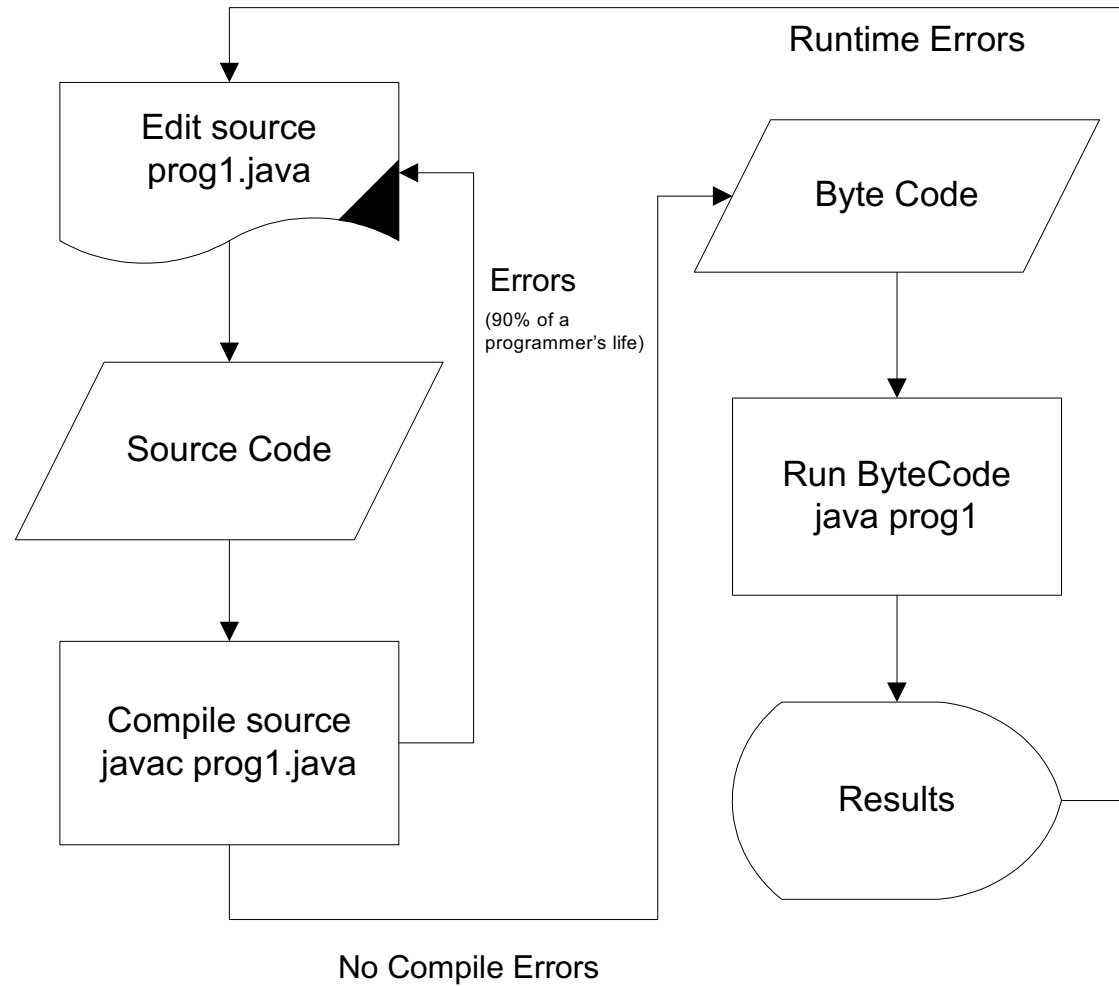 Runtime Errors
Edit source
prog1.java
Errors
(90% of a
programmer's life)
Source Code
Compile source
javac prog1.java
No Compile Errors
Byte Code
Run ByteCode
java prog1
Results